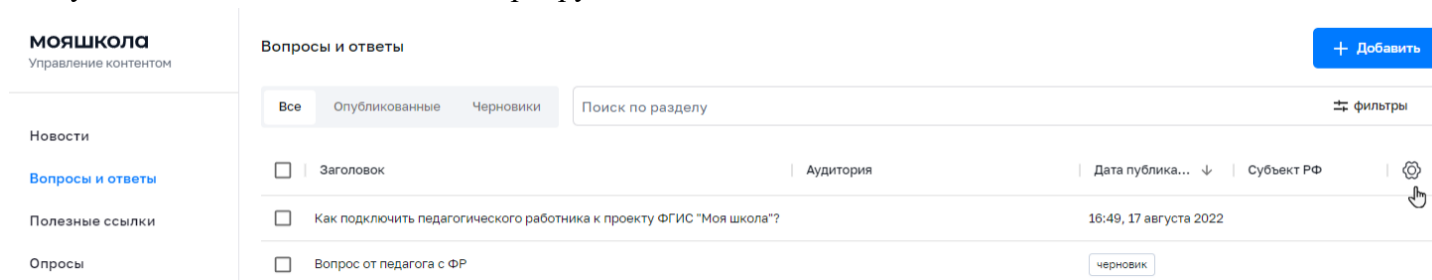 мояшкола
Управление контентом
Новости
Вопросы и ответы
Полезные ссылки
Опросы
Вопросы и ответы
+ Добавить
Все Опубликованные Черновики Поиск по разделу фильтры
Заголовок Аудитория Дата публика... ↓ Субъект РФ
Как подключить педагогического работника к проекту ФГИС "Моя школа"? 16:49, 17 августа 2022
Вопрос от педагога с ФР черновик